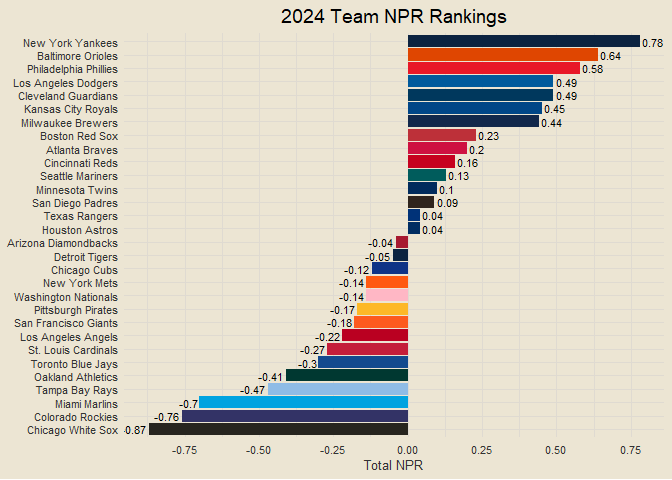 2024 Team NPR Rankings
New York Yankees 0.78
Baltimore Orioles 0.64
Philadelphia Phillies 0.58
Los Angeles Dodgers 0.49
Cleveland Guardians 0.49
Kansas City Royals 0.45
Milwaukee Brewers 0.44
Boston Red Sox 0.23
Atlanta Braves 0.2
Cincinnati Reds 0.16
Seattle Mariners 0.13
Minnesota Twins 0.1
San Diego Padres 0.09
Texas Rangers 0.04
Houston Astros 0.04
Arizona Diamondbacks -0.04
Detroit Tigers -0.05
Chicago Cubs -0.12
New York Mets -0.14
Washington Nationals -0.14
Pittsburgh Pirates -0.17
San Francisco Giants -0.18
Los Angeles Angels -0.22
St. Louis Cardinals -0.27
Toronto Blue Jays -0.3
Oakland Athletics -0.41
Tampa Bay Rays -0.47
Miami Marlins -0.7
Colorado Rockies -0.76
Chicago White Sox -0.87
-0.75 -0.50 -0.25 0.00 0.25 0.50 0.75
Total NPR